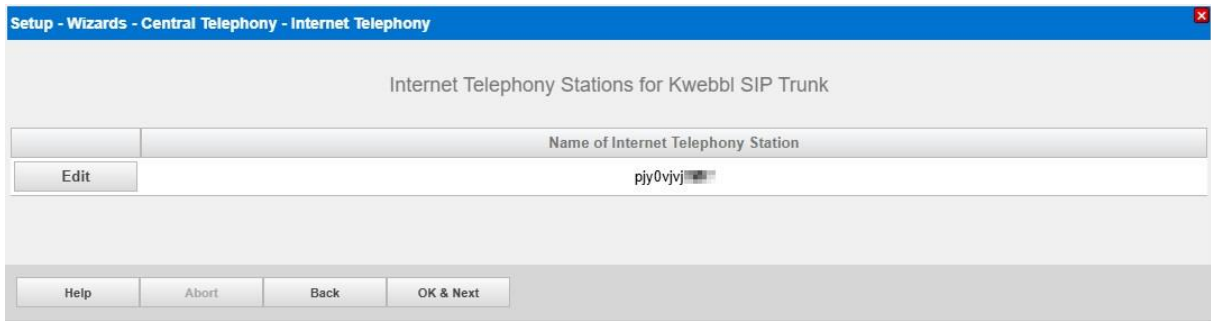 Setup - Wizards - Central Telephony - Internet Telephony
Internet Telephony Stations for Kwebbl SIP Trunk
Name of Internet Telephony Station
Edit
Help Abort Back OK & Next